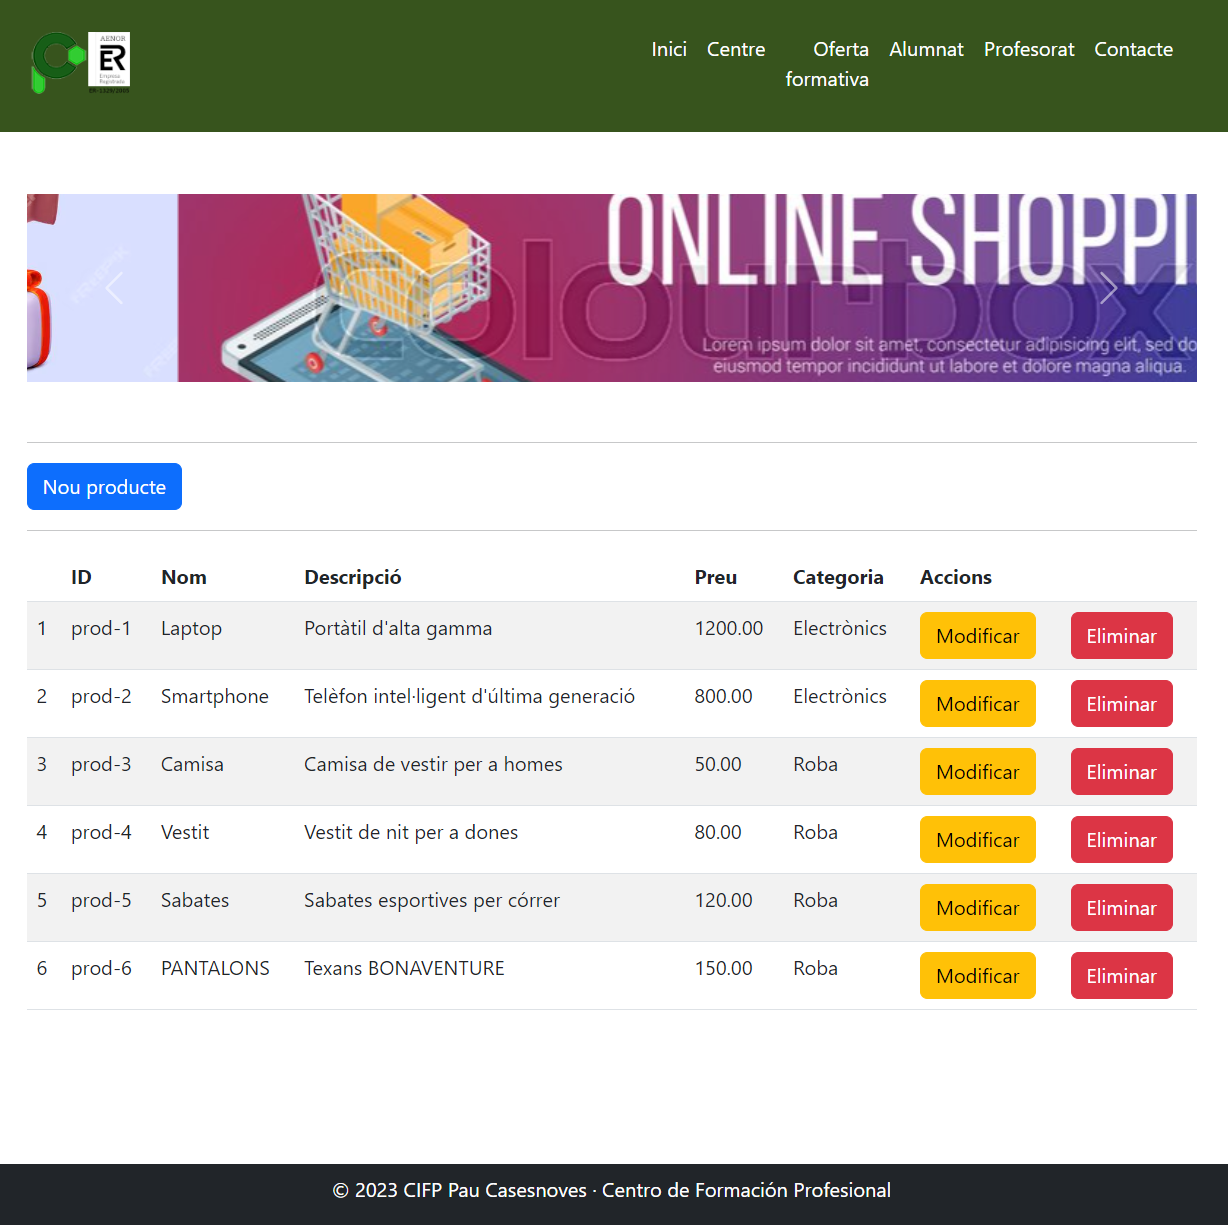 AENOR
ER
Empresa
Registrada
ER-1328/2009
Inici Centre Oferta formativa Alumnat Profesorat Contacte
ONLINE SHOPPI
colourbox
Lorem ipsum dolor sit amet, consectetur adipisicing elit, sed do
eiusmod tempor incididunt ut labore et dolore magna aliqua.
Nou producte
ID Nom Descripció Preu Categoria Accions
1 prod-1 Laptop Portàtil d'alta gamma 1200.00 Electrònics Modificar Eliminar
2 prod-2 Smartphone Telèfon intel·ligent d'última generació 800.00 Electrònics Modificar Eliminar
3 prod-3 Camisa Camisa de vestir per a homes 50.00 Roba Modificar Eliminar
4 prod-4 Vestit Vestit de nit per a dones 80.00 Roba Modificar Eliminar
5 prod-5 Sabates Sabates esportives per córrer 120.00 Roba Modificar Eliminar
6 prod-6 PANTALONS Texans BONAVENTURE 150.00 Roba Modificar Eliminar
© 2023 CIFP Pau Casesnoves · Centro de Formación Profesional